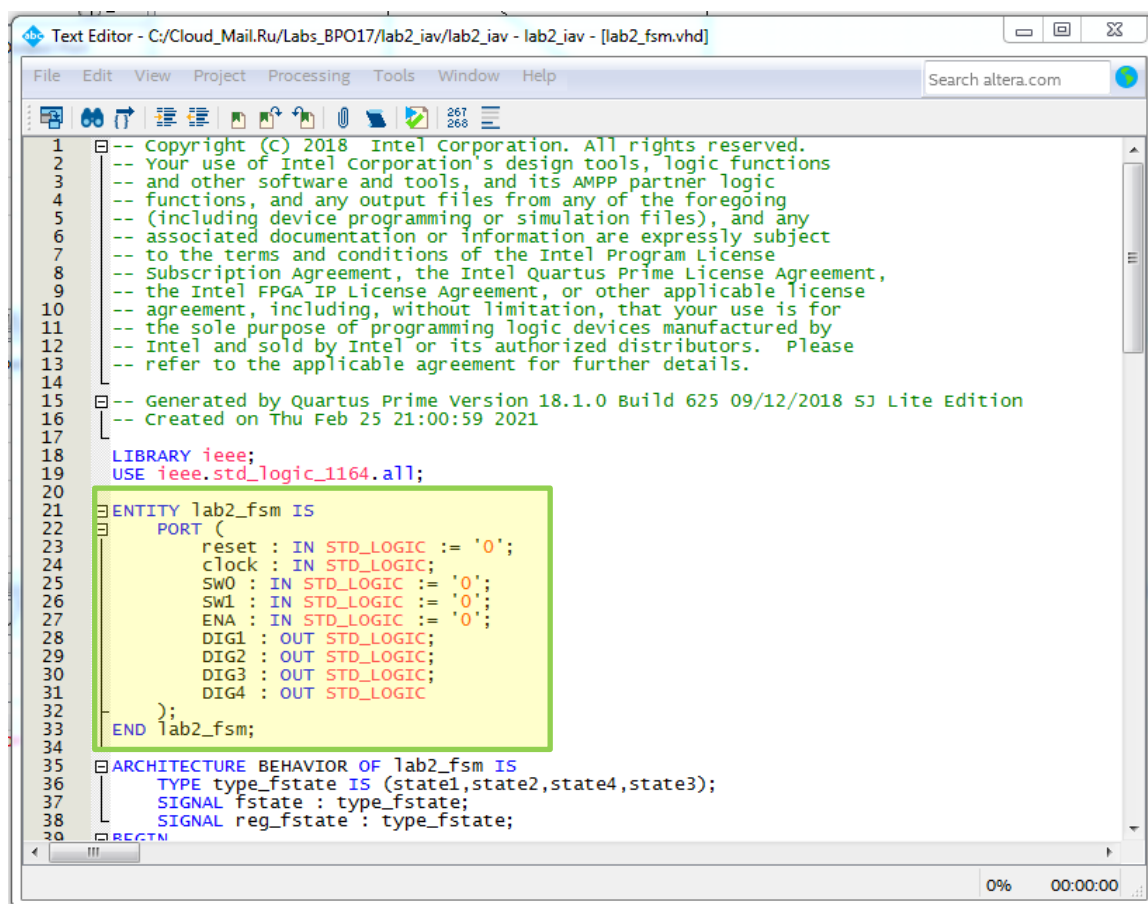 Text Editor - C:/Cloud_Mail.Ru/Labs_BPO17/lab2_iav/lab2_iav - lab2_iav - [lab2_fsm.vhd]
File Edit View Project Processing Tools Window Help
Search altera.com
267
268
1 -- Copyright (C) 2018  Intel Corporation. All rights reserved.
2 -- Your use of Intel Corporation's design tools, logic functions
3 -- and other software and tools, and its AMPP partner logic
4 -- functions, and any output files from any of the foregoing
5 -- (including device programming or simulation files), and any
6 -- associated documentation or information are expressly subject
7 -- to the terms and conditions of the Intel Program License
8 -- Subscription Agreement, the Intel Quartus Prime License Agreement,
9 -- the Intel FPGA IP License Agreement, or other applicable license
10 -- agreement, including, without limitation, that your use is for
11 -- the sole purpose of programming logic devices manufactured by
12 -- Intel and sold by Intel or its authorized distributors.  Please
13 -- refer to the applicable agreement for further details.
14
15 -- Generated by Quartus Prime Version 18.1.0 Build 625 09/12/2018 SJ Lite Edition
16 -- Created on Thu Feb 25 21:00:59 2021
17
18 LIBRARY ieee;
19 USE ieee.std_logic_1164.all;
20
21 ENTITY lab2_fsm IS
22     PORT (
23         reset : IN STD_LOGIC := '0';
24         clock : IN STD_LOGIC;
25         SW0 : IN STD_LOGIC := '0';
26         SW1 : IN STD_LOGIC := '0';
27         ENA : IN STD_LOGIC := '0';
28         DIG1 : OUT STD_LOGIC;
29         DIG2 : OUT STD_LOGIC;
30         DIG3 : OUT STD_LOGIC;
31         DIG4 : OUT STD_LOGIC
32     );
33 END lab2_fsm;
34
35 ARCHITECTURE BEHAVIOR OF lab2_fsm IS
36     TYPE type_fstate IS (state1,state2,state4,state3);
37     SIGNAL fstate : type_fstate;
38     SIGNAL reg_fstate : type_fstate;
39 BEGIN
0% 00:00:00